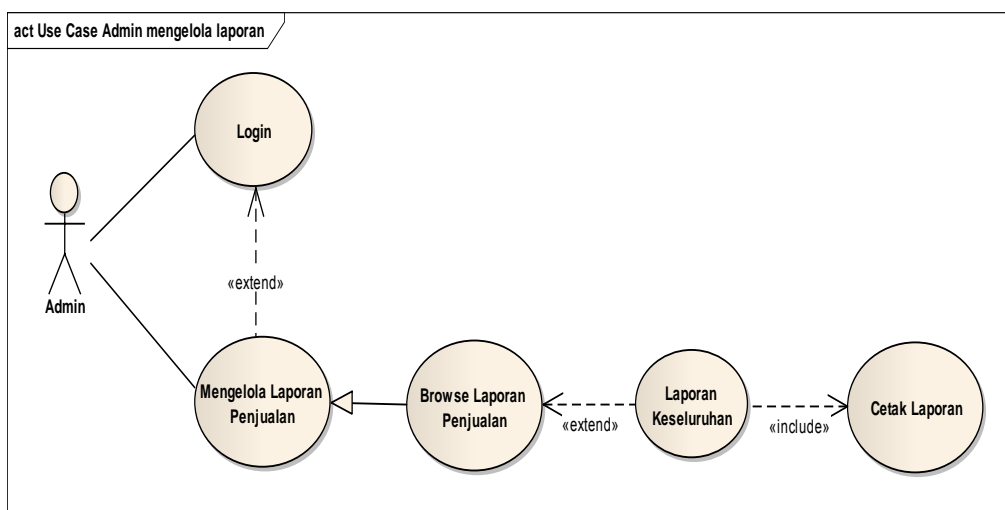 act Use Case Admin mengelola laporan
Login
Admin
«extend»
Mengelola Laporan
Penjualan
Browse Laporan
Penjualan
«extend»
Laporan
Keseluruhan
«include»
Cetak Laporan